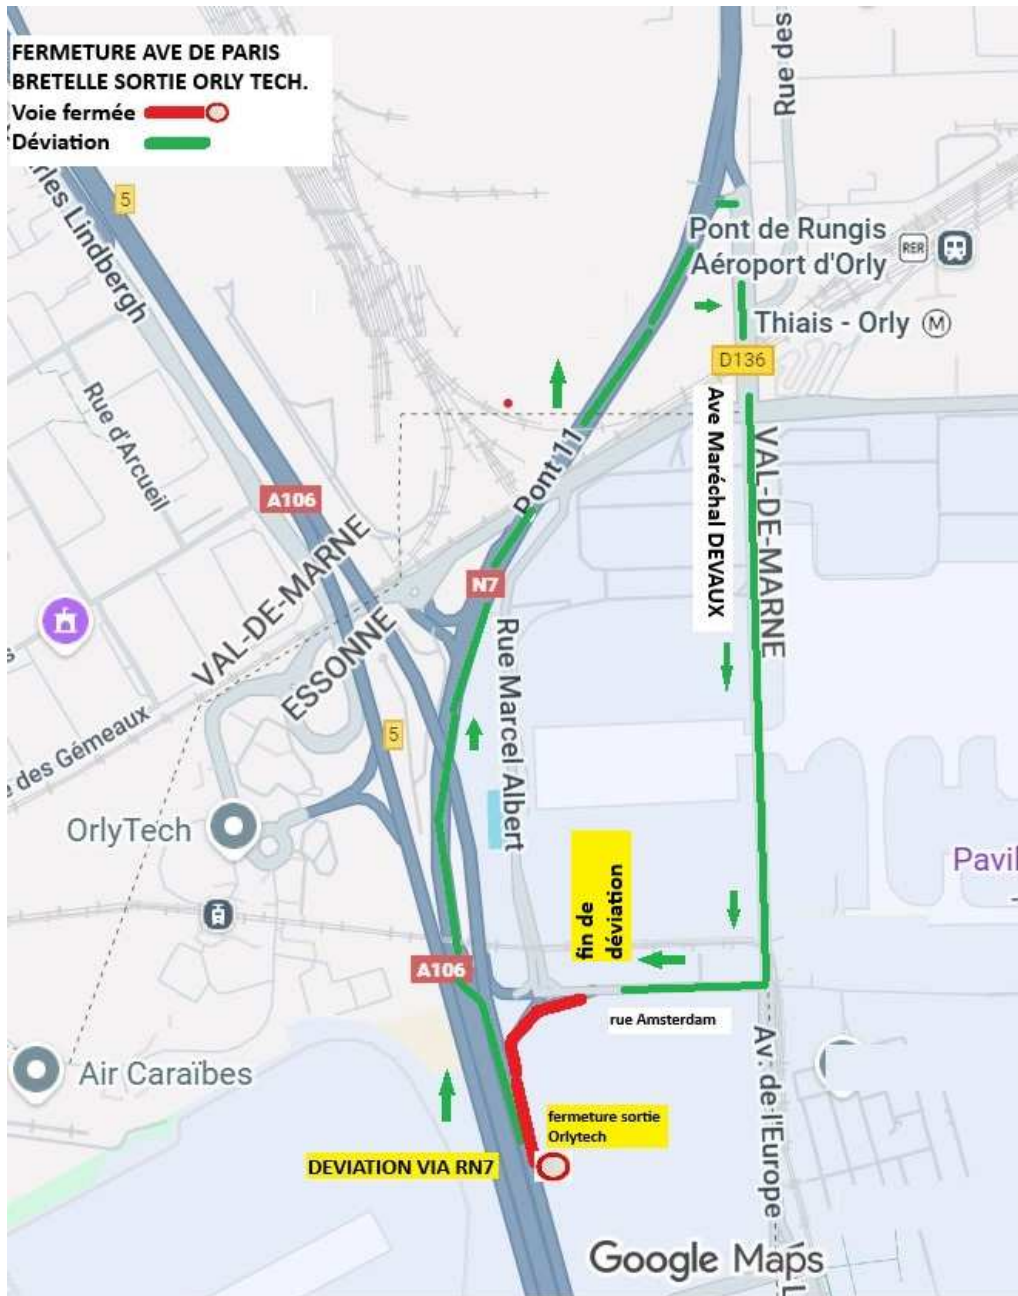 FERMETURE AVE DE PARIS
BRETELLE SORTIE ORLY TECH.
Voie fermée
Déviation
rles Lindbergh
5
Rue des
Pont de Rungis
Aéroport d'Orly
RER
Thiais - Orly M
D136
Rue d'Arcueil
A106
Pont 11
Ave Maréchal DEVAUX
VAL-DE-MARNE
VAL-DE-MARNE
ESSONNE
N7
Rue Marcel Albert
5
e des Gémeaux
OrlyTech
fin de
déviation
Pavil
A106
rue Amsterdam
Air Caraïbes
Av. de l'Europe
fermeture sortie
Orlytech
DEVIATION VIA RN7
Google Maps